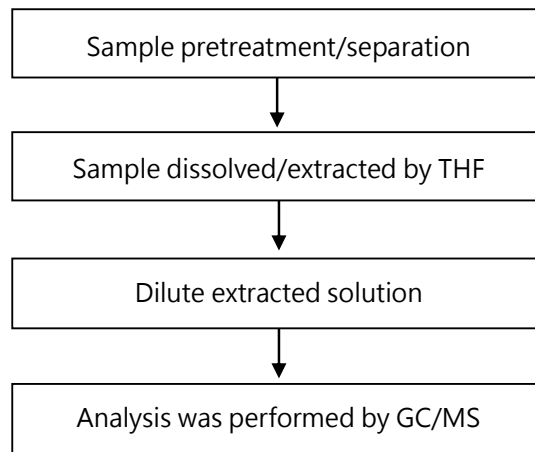 Sample pretreatment/separation
Sample dissolved/extracted by THF
Dilute extracted solution
Analysis was performed by GC/MS